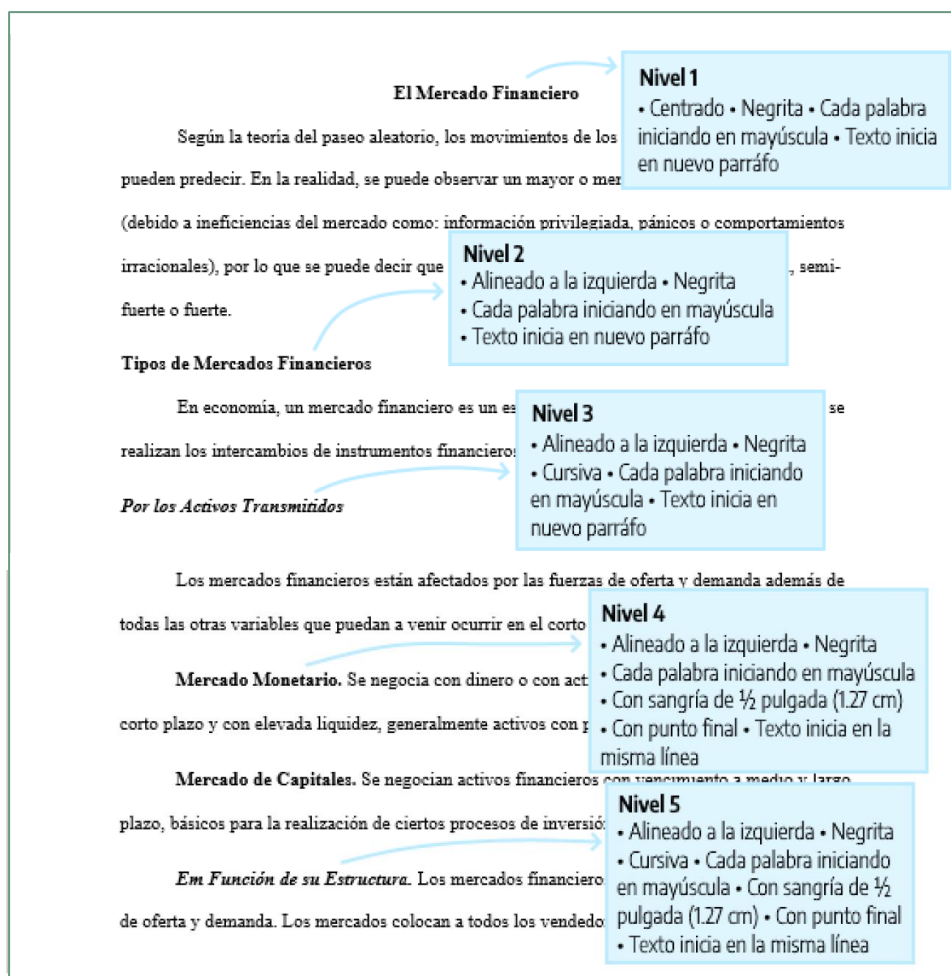 El Mercado Financiero
Nivel 1
• Centrado • Negrita • Cada palabra
iniciando en mayúscula • Texto inicia
en nuevo parráfo
Según la teoría del paseo aleatorio, los movimientos de los
pueden predecir. En la realidad, se puede observar un mayor o
(debido a ineficiencias del mercado como: información privilegiada, pánicos o comportamientos
irracionales), por lo que se puede decir que
, semi-
fuerte o fuerte.
Nivel 2
• Alineado a la izquierda • Negrita
• Cada palabra iniciando en mayúscula
• Texto inicia en nuevo parráfo
Tipos de Mercados Financieros
En economía, un mercado financiero es un
se
realizan los intercambios de instrumentos financieros
Nivel 3
• Alineado a la izquierda • Negrita
• Cursiva • Cada palabra iniciando
en mayúscula • Texto inicia en
nuevo parráfo
Por los Activos Transmitidos
Los mercados financieros están afectados por las fuerzas de oferta y demanda además de
todas las otras variables que puedan a venir ocurrir en el corto
Nivel 4
• Alineado a la izquierda • Negrita
• Cada palabra iniciando en mayúscula
• Con sangría de ½ pulgada (1.27 cm)
• Con punto final • Texto inicia en la
misma línea
Mercado Monetario. Se negocia con dinero o con
corto plazo y con elevada liquidez, generalmente activos con
Mercado de Capitales. Se negocian activos financieros con vencimiento a medio y largo
plazo, básicos para la realización de ciertos procesos de
Nivel 5
• Alineado a la izquierda • Negrita
• Cursiva • Cada palabra iniciando
en mayúscula • Con sangría de ½
pulgada (1.27 cm) • Con punto final
• Texto inicia en la misma línea
Em Función de su Estructura. Los mercados financieros
de oferta y demanda. Los mercados colocan a todos los